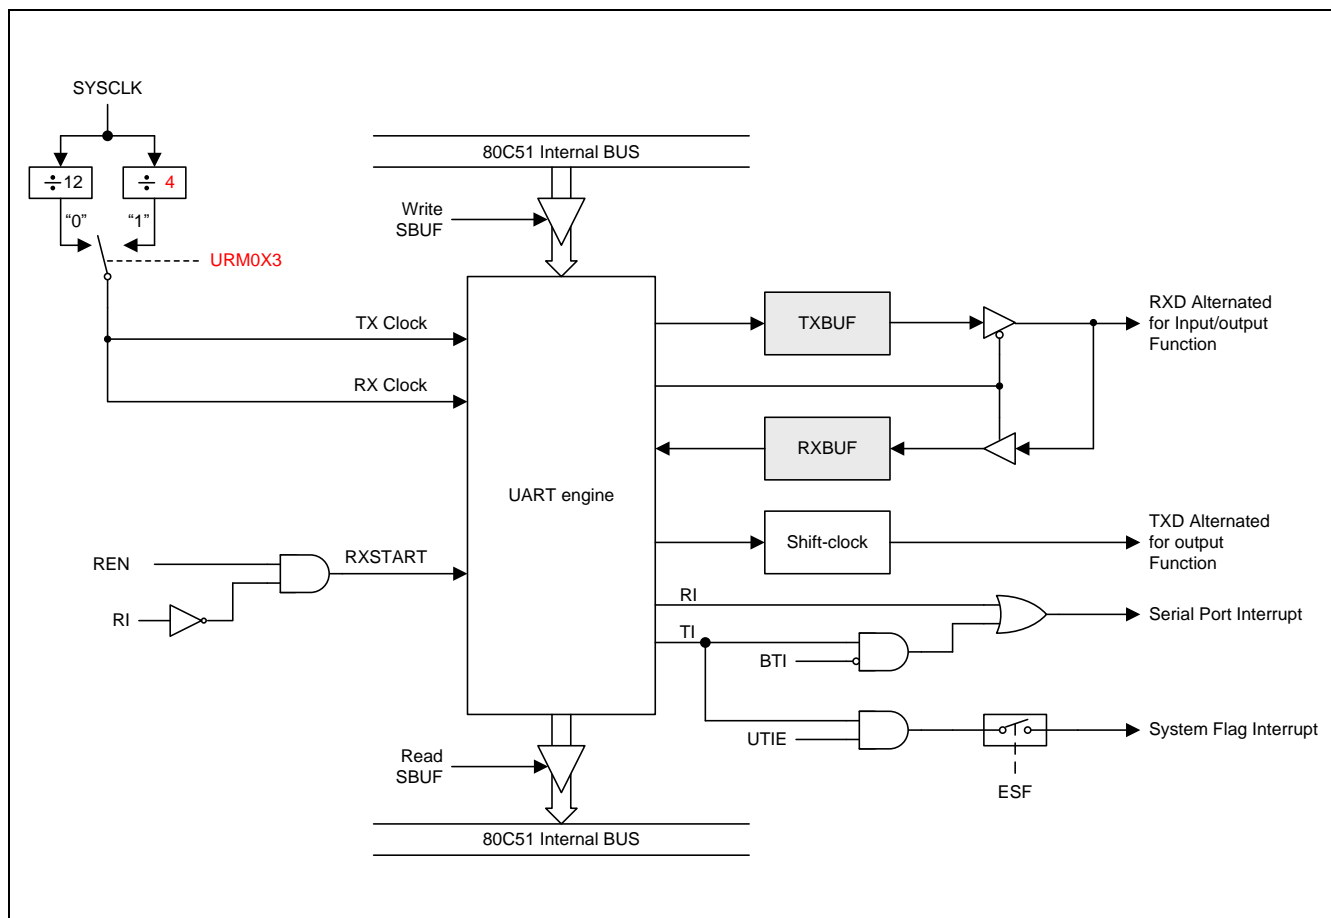 SYSCLK
80C51 Internal BUS
÷12
÷ 4
“0”
“1”
Write
SBUF
URM0X3
TX Clock
TXBUF
RXD Alternated
for Input/output
Function
RX Clock
RXBUF
UART engine
TXD Alternated
for output
Function
Shift-clock
REN
RXSTART
RI
RI
Serial Port Interrupt
TI
BTI
UTIE
System Flag Interrupt
Read
SBUF
ESF
80C51 Internal BUS